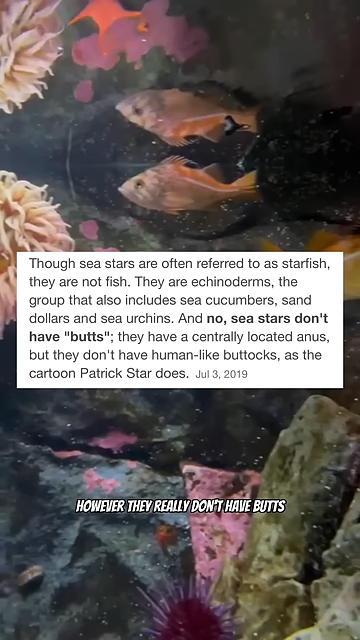 Though sea stars are often referred to as starfish,
they are not fish. They are echinoderms, the
group that also includes sea cucumbers, sand
dollars and sea urchins. And no, sea stars don't
have "butts"; they have a centrally located anus,
but they don't have human-like buttocks, as the
cartoon Patrick Star does. Jul 3, 2019
HOWEVER THEY REALLY DON'T HAVE BUTTS